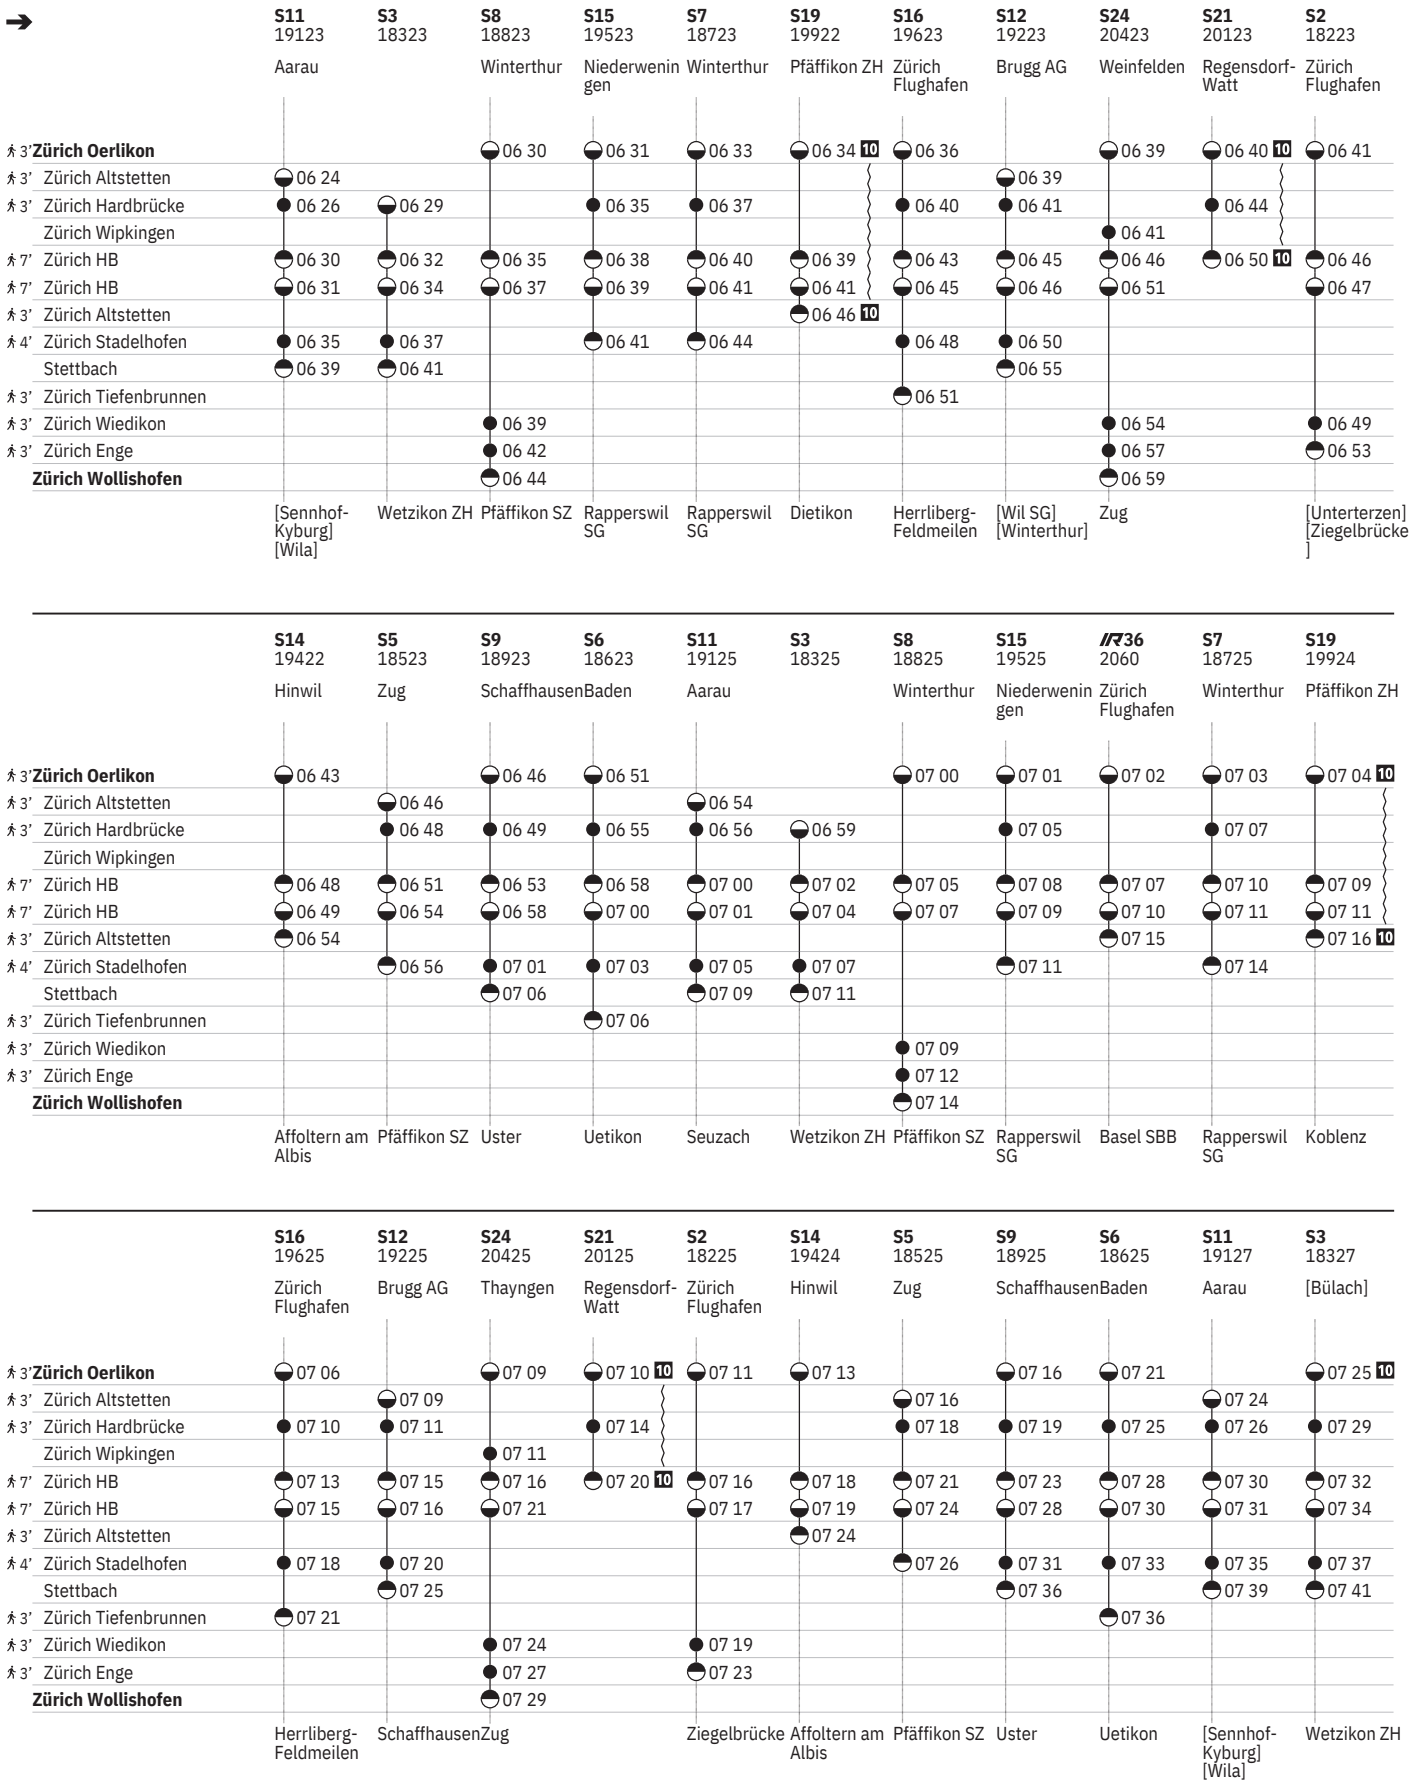 ➔ S11 S3 S8 S15 S7 S19 S16 S12 S24 S21 S2
19123 18323 18823 19523 18723 19922 19623 19223 20423 20123 18223
Aarau Winterthur Niederwenin Winterthur Pfäffikon ZH Zürich Brugg AG Weinfelden Regensdorf- Zürich
gen Flughafen Watt Flughafen
3’ Zürich Oerlikon 06 30 06 31 06 33 06 34 10 06 36 06 39 06 40 10 06 41
3’ Zürich Altstetten 06 24 06 39
3’ Zürich Hardbrücke 06 26 06 29 06 35 06 37 06 40 06 41 06 44
Zürich Wipkingen 06 41
7’ Zürich HB 06 30 06 32 06 35 06 38 06 40 06 39 06 43 06 45 06 46 06 50 10 06 46
7’ Zürich HB 06 31 06 34 06 37 06 39 06 41 06 41 06 45 06 46 06 51 06 47
3’ Zürich Altstetten 06 46 10
4’ Zürich Stadelhofen 06 35 06 37 06 41 06 44 06 48 06 50
Stettbach 06 39 06 41 06 55
3’ Zürich Tiefenbrunnen 06 51
3’ Zürich Wiedikon 06 39 06 54 06 49
3’ Zürich Enge 06 42 06 57 06 53
Zürich Wollishofen 06 44 06 59
[Sennhof- Wetzikon ZH Pfäffikon SZ Rapperswil Rapperswil Dietikon Herrliberg- [Wil SG] Zug [Unterterzen]
Kyburg] SG SG Feldmeilen [Winterthur] [Ziegelbrücke
[Wila] ]
S14 S5 S9 S6 S11 S3 S8 S15 IR36 S7 S19
19422 18523 18923 18623 19125 18325 18825 19525 2060 18725 19924
Hinwil Zug Schaffhausen Baden Aarau Winterthur Niederwenin Zürich Winterthur Pfäffikon ZH
gen Flughafen
3’ Zürich Oerlikon 06 43 06 46 06 51 07 00 07 01 07 02 07 03 07 04 10
3’ Zürich Altstetten 06 46 06 54
3’ Zürich Hardbrücke 06 48 06 49 06 55 06 56 06 59 07 05 07 07
Zürich Wipkingen
7’ Zürich HB 06 48 06 51 06 53 06 58 07 00 07 02 07 05 07 08 07 07 07 10 07 09
7’ Zürich HB 06 49 06 54 06 58 07 00 07 01 07 04 07 07 07 09 07 10 07 11 07 11
3’ Zürich Altstetten 06 54 07 15 07 16 10
4’ Zürich Stadelhofen 06 56 07 01 07 03 07 05 07 07 07 11 07 14
Stettbach 07 06 07 09 07 11
3’ Zürich Tiefenbrunnen 07 06
3’ Zürich Wiedikon 07 09
3’ Zürich Enge 07 12
Zürich Wollishofen 07 14
Affoltern am Pfäffikon SZ Uster Uetikon Seuzach Wetzikon ZH Pfäffikon SZ Rapperswil Basel SBB Rapperswil Koblenz
Albis SG SG
S16 S12 S24 S21 S2 S14 S5 S9 S6 S11 S3
19625 19225 20425 20125 18225 19424 18525 18925 18625 19127 18327
Zürich Brugg AG Thayngen Regensdorf- Zürich Hinwil Zug Schaffhausen Baden Aarau [Bülach]
Flughafen Watt Flughafen
3’ Zürich Oerlikon 07 06 07 09 07 10 10 07 11 07 13 07 16 07 21 07 25 10
3’ Zürich Altstetten 07 09 07 16 07 24
3’ Zürich Hardbrücke 07 10 07 11 07 14 07 18 07 19 07 25 07 26 07 29
Zürich Wipkingen 07 11
7’ Zürich HB 07 13 07 15 07 16 07 20 10 07 16 07 18 07 21 07 23 07 28 07 30 07 32
7’ Zürich HB 07 15 07 16 07 21 07 17 07 19 07 24 07 28 07 30 07 31 07 34
3’ Zürich Altstetten 07 24
4’ Zürich Stadelhofen 07 18 07 20 07 26 07 31 07 33 07 35 07 37
Stettbach 07 25 07 36 07 39 07 41
3’ Zürich Tiefenbrunnen 07 21 07 36
3’ Zürich Wiedikon 07 24 07 19
3’ Zürich Enge 07 27 07 23
Zürich Wollishofen 07 29
Herrliberg- Schaffhausen Zug Ziegelbrücke Affoltern am Pfäffikon SZ Uster Uetikon [Sennhof- Wetzikon ZH
Feldmeilen Albis Kyburg]
[Wila]